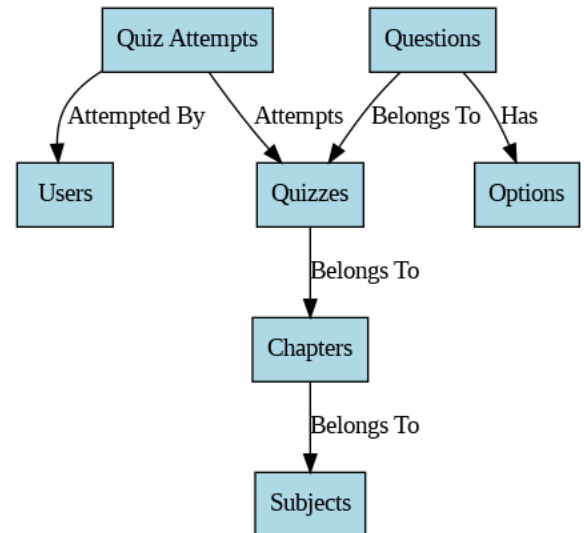 Quiz Attempts
Questions
Attempted By
Attempts
Belongs To
Has
Users
Quizzes
Options
Belongs To
Chapters
Belongs To
Subjects